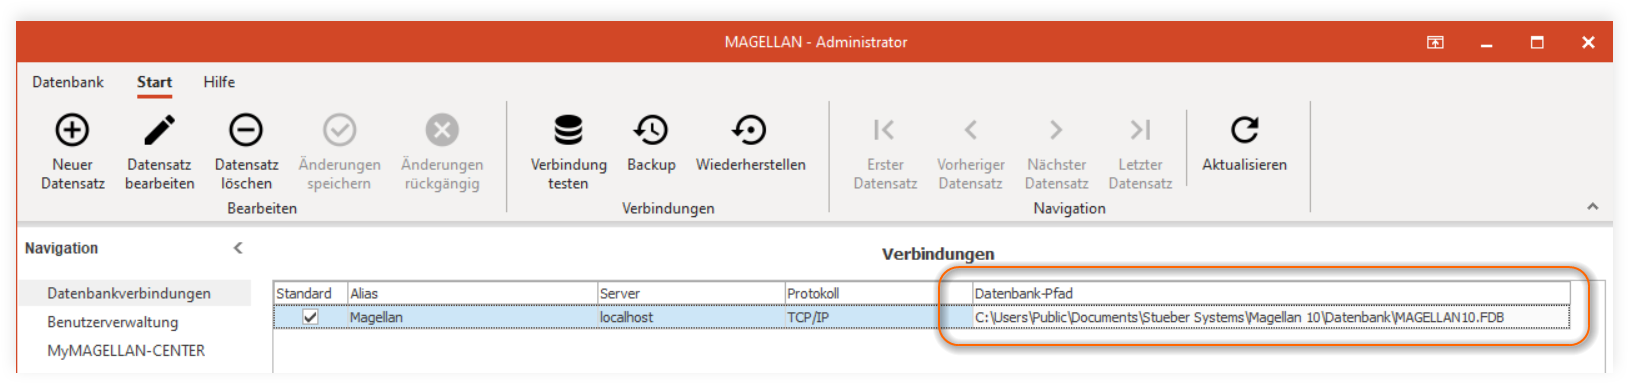 MAGELLAN - Administrator
Datenbank Start Hilfe
Neuer Datensatz Datensatz Änderungen Änderungen Verbindung Backup Wiederherstellen Erster Vorheriger Nächster Letzter Aktualisieren
Datensatz bearbeiten löschen speichern rückgängig testen Datensatz Datensatz Datensatz Datensatz
Bearbeiten Verbindungen Navigation
Navigation Verbindungen
Datenbankverbindungen Standard Alias Server Protokoll Datenbank-Pfad
Benutzerverwaltung Magellan localhost TCP/IP C:\Users\Public\Documents\Stueber Systems\Magellan 10\Datenbank\MAGELLAN10.FDB
MyMAGELLAN-CENTER